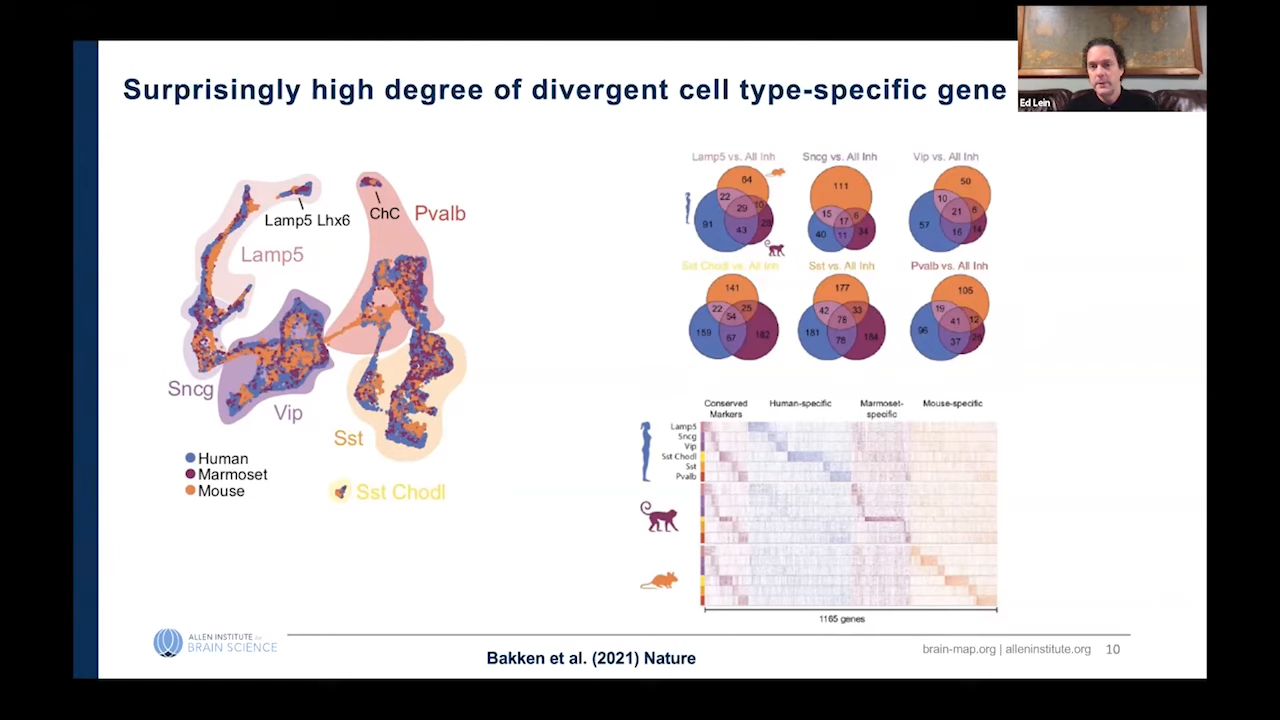 Surprisingly high degree of divergent cell type-specific gene
Ed Lein
Lamp5 Lhx6
ChC
Pvalb
Lamp5
Sncg
Vip
Sst
Sst Chodl
Human
Marmoset
Mouse
Lamp5 vs. All Inh
Sncg vs. All Inh
Vip vs. All Inh
64
22
29
10
91
43
111
15
17
6
40
11
34
50
10
21
57
16
14
Sst Chodl vs. All Inh
Sst vs. All Inh
Pvalb vs. All Inh
141
22
25
54
159
67
182
177
42
33
78
181
78
184
105
19
12
41
96
37
Conserved Markers
Human-specific
Marmoset-specific
Mouse-specific
Lamp5
Sncg
Vip
Sst Chodl
Sst
Pvalb
1165 genes
ALLEN INSTITUTE for
BRAIN SCIENCE
Bakken et al. (2021) Nature
brain-map.org | alleninstitute.org 10